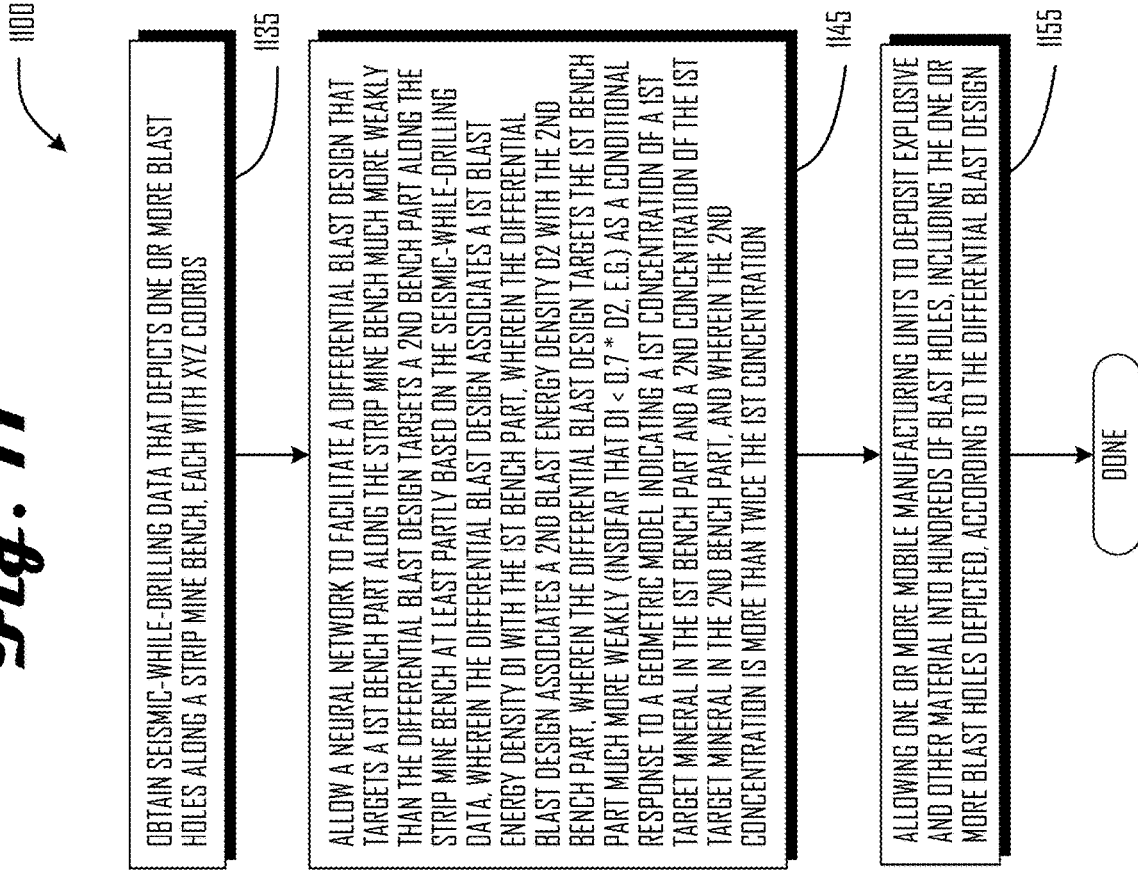 Fig. 11
1100
OBTAIN SEISMIC-WHILE-DRILLING DATA THAT DEPICTS ONE OR MORE BLAST
HOLES ALONG A STRIP MINE BENCH, EACH WITH XYZ COORDS
1135
ALLOW A NEURAL NETWORK TO FACILITATE A DIFFERENTIAL BLAST DESIGN THAT
TARGETS A 1ST BENCH PART ALONG THE STRIP MINE BENCH MUCH MORE WEAKLY
THAN THE DIFFERENTIAL BLAST DESIGN TARGETS A 2ND BENCH PART ALONG THE
STRIP MINE BENCH AT LEAST PARTLY BASED ON THE SEISMIC-WHILE-DRILLING
DATA, WHEREIN THE DIFFERENTIAL BLAST DESIGN ASSOCIATES A 1ST BLAST
ENERGY DENSITY D1 WITH THE 1ST BENCH PART, WHEREIN THE DIFFERENTIAL
BLAST DESIGN ASSOCIATES A 2ND BLAST ENERGY DENSITY D2 WITH THE 2ND
BENCH PART, WHEREIN THE DIFFERENTIAL BLAST DESIGN TARGETS THE 1ST BENCH
PART MUCH MORE WEAKLY (INSOFAR THAT D1 < 0.7 * D2, E.G.) AS A CONDITIONAL
RESPONSE TO A GEOMETRIC MODEL INDICATING A 1ST CONCENTRATION OF A 1ST
TARGET MINERAL IN THE 1ST BENCH PART AND A 2ND CONCENTRATION OF THE 1ST
TARGET MINERAL IN THE 2ND BENCH PART, AND WHEREIN THE 2ND
CONCENTRATION IS MORE THAN TWICE THE 1ST CONCENTRATION
1145
ALLOWING ONE OR MORE MOBILE MANUFACTURING UNITS TO DEPOSIT EXPLOSIVE
AND OTHER MATERIAL INTO HUNDREDS OF BLAST HOLES, INCLUDING THE ONE OR
MORE BLAST HOLES DEPICTED, ACCORDING TO THE DIFFERENTIAL BLAST DESIGN
1155
DONE